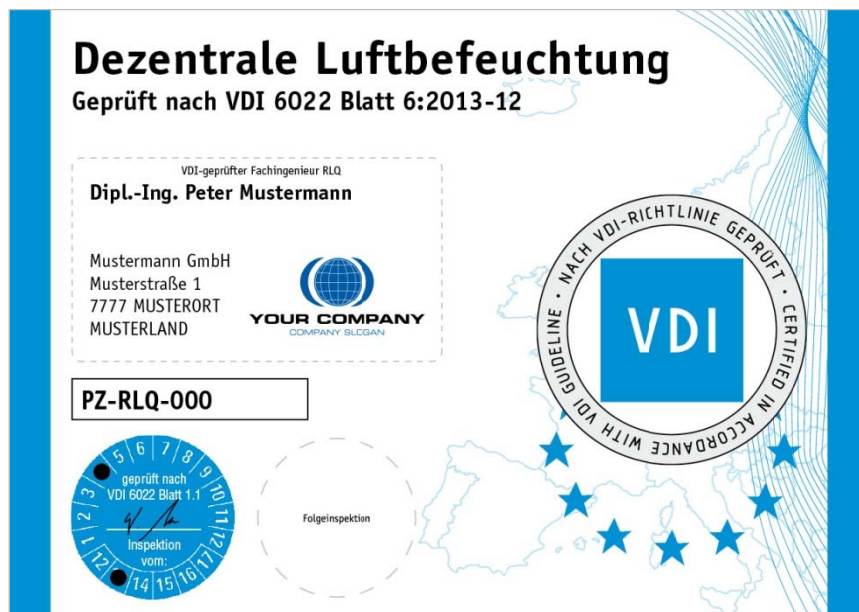 Dezentrale Luftbefeuchtung
Geprüft nach VDI 6022 Blatt 6:2013-12
VDI-geprüfter Fachingenieur RLQ
Dipl.-Ing. Peter Mustermann
Mustermann GmbH
Musterstraße 1
7777 MUSTERORT
MUSTERLAND
YOUR COMPANY
COMPANY SLOGAN
NACH VDI-RICHTLINIE GEPRÜFT · CERTIFIED IN ACCORDANCE WITH VDI GUIDELINE ·
VDI
PZ-RLQ-000
1 2 3 5 6 7 8 9 10 11 12
geprüft nach
VDI 6022 Blatt 1.1
Inspektion
vom:
12 14 15 16 17
Folgeinspektion